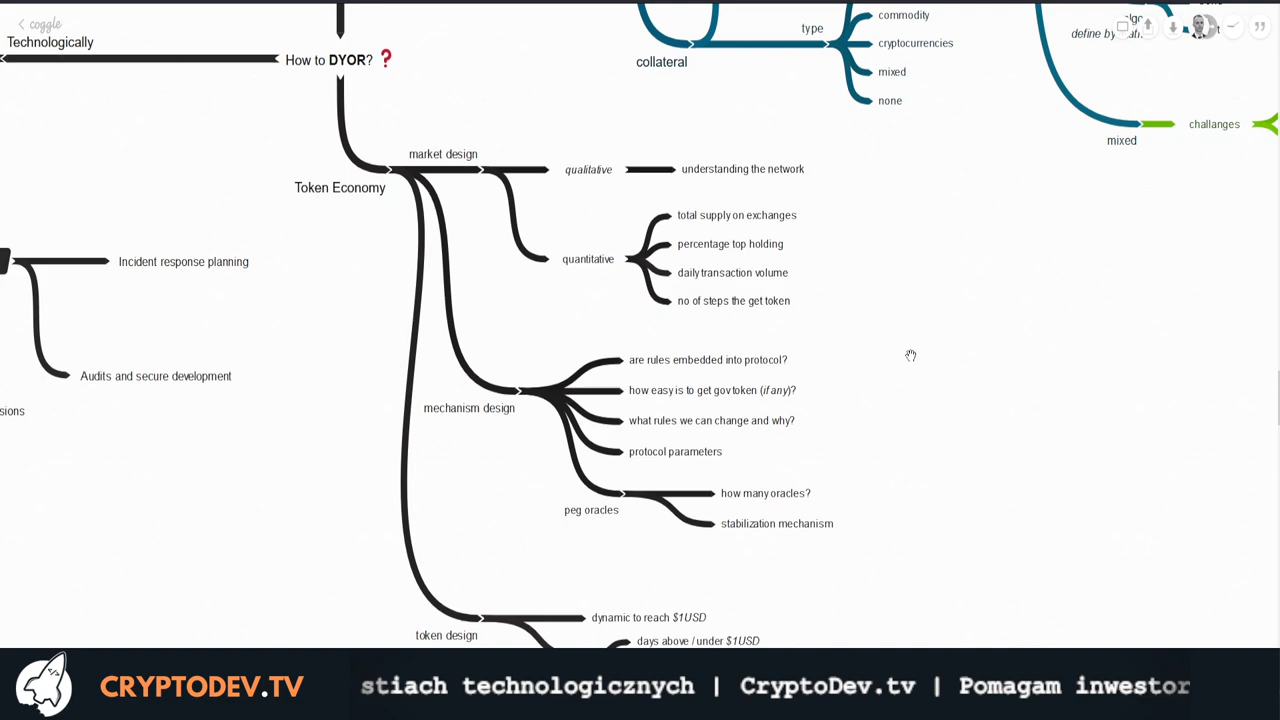 coggle
Technologically
How to DYOR? ❓
Token Economy
market design
qualitative
understanding the network
quantitative
total supply on exchanges
percentage top holding
daily transaction volume
no of steps the get token
mechanism design
are rules embedded into protocol?
how easy is to get gov token (if any)?
what rules we can change and why?
protocol parameters
peg oracles
how many oracles?
stabilization mechanism
token design
dynamic to reach $1USD
days above / under $1USD
Incident response planning
Audits and secure development
sions
collateral
type
commodity
cryptocurrencies
mixed
none
define by
mixed
challanges
CRYPTODEV.TV
stiach technologicznych | CryptoDev.tv | Pomagam inwestor